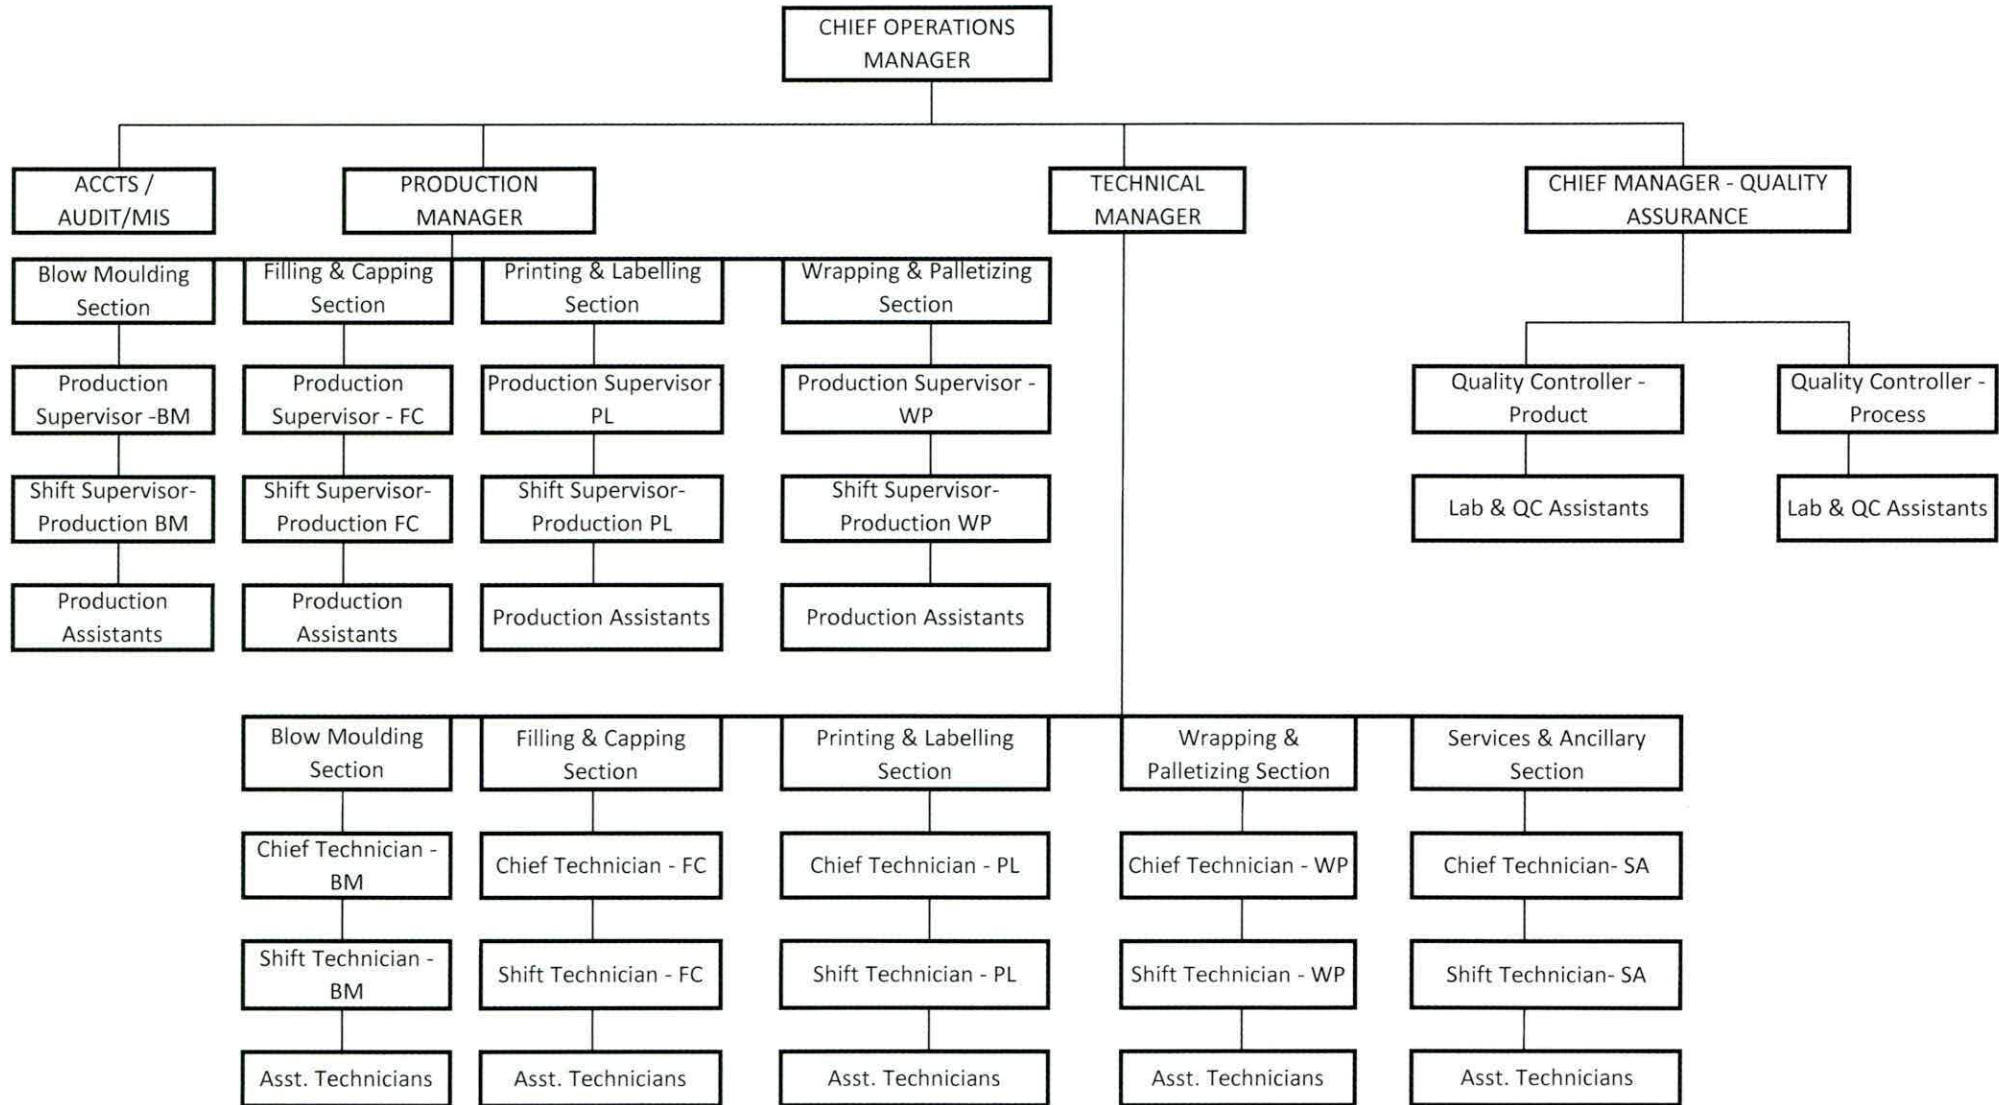 CHIEF OPERATIONS
MANAGER
ACCTS /
AUDIT/MIS
PRODUCTION
MANAGER
TECHNICAL
MANAGER
CHIEF MANAGER - QUALITY
ASSURANCE
Blow Moulding
Section
Filling & Capping
Section
Printing & Labelling
Section
Wrapping & Palletizing
Section
Production
Supervisor -BM
Production
Supervisor - FC
Production Supervisor -
PL
Production Supervisor -
WP
Quality Controller -
Product
Quality Controller -
Process
Shift Supervisor-
Production BM
Shift Supervisor-
Production FC
Shift Supervisor-
Production PL
Shift Supervisor-
Production WP
Lab & QC Assistants
Lab & QC Assistants
Production
Assistants
Production
Assistants
Production Assistants
Production Assistants
Blow Moulding
Section
Filling & Capping
Section
Printing & Labelling
Section
Wrapping &
Palletizing Section
Services & Ancillary
Section
Chief Technician -
BM
Chief Technician - FC
Chief Technician - PL
Chief Technician - WP
Chief Technician- SA
Shift Technician -
BM
Shift Technician - FC
Shift Technician - PL
Shift Technician - WP
Shift Technician- SA
Asst. Technicians
Asst. Technicians
Asst. Technicians
Asst. Technicians
Asst. Technicians